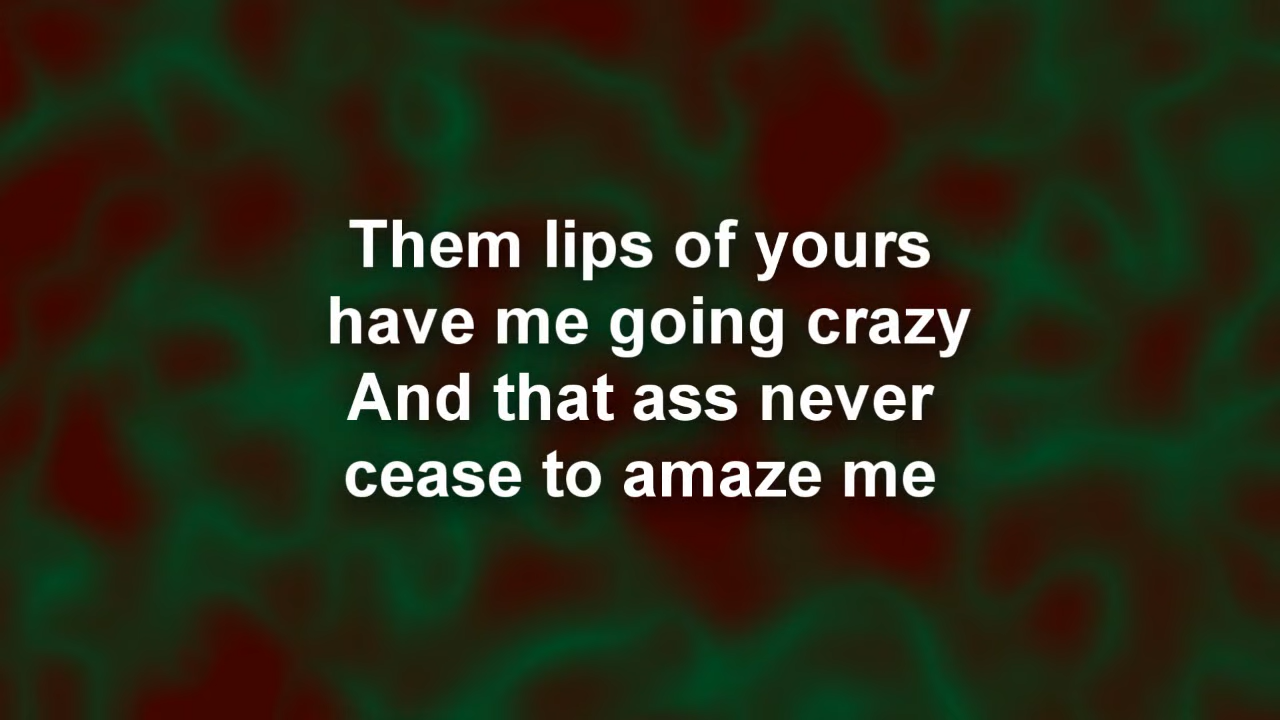 Them lips of yours
have me going crazy
And that ass never
cease to amaze me